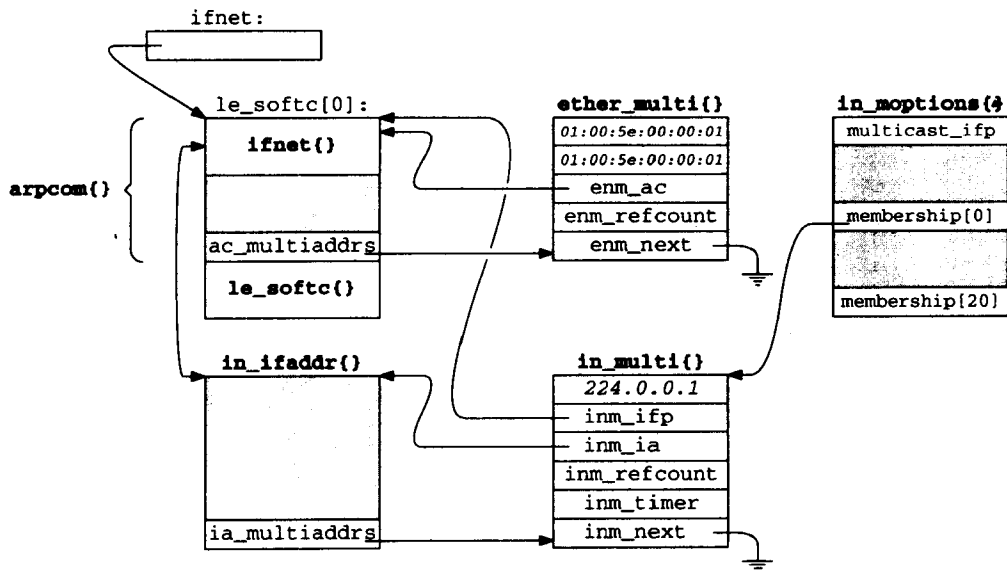 ifnet:
le_softc[0]:
ifnet{}
arpcom{}
ac_multiaddrs
le_softc{}
ether_multi{}
01:00:5e:00:00:01
01:00:5e:00:00:01
enm_ac
enm_refcount
enm_next
in_moptions{}
multicast_ifp
membership[0]
membership[20]
in_ifaddr{}
ia_multiaddrs
in_multi{}
224.0.0.1
inm_ifp
inm_ia
inm_refcount
inm_timer
inm_next